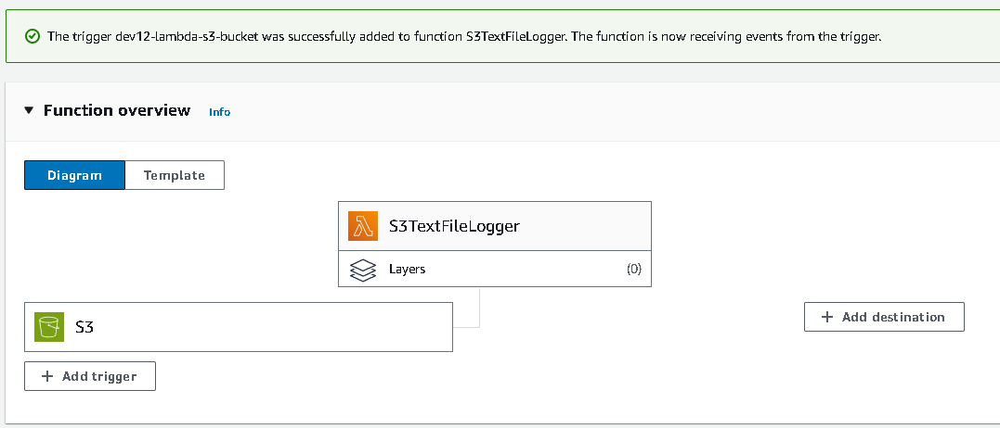 The trigger dev12-lambda-s3-bucket was successfully added to function S3TextFileLogger. The function is now receiving events from the trigger.
Function overview Info
Diagram Template
S3TextFileLogger
Layers (0)
S3
+ Add destination
+ Add trigger